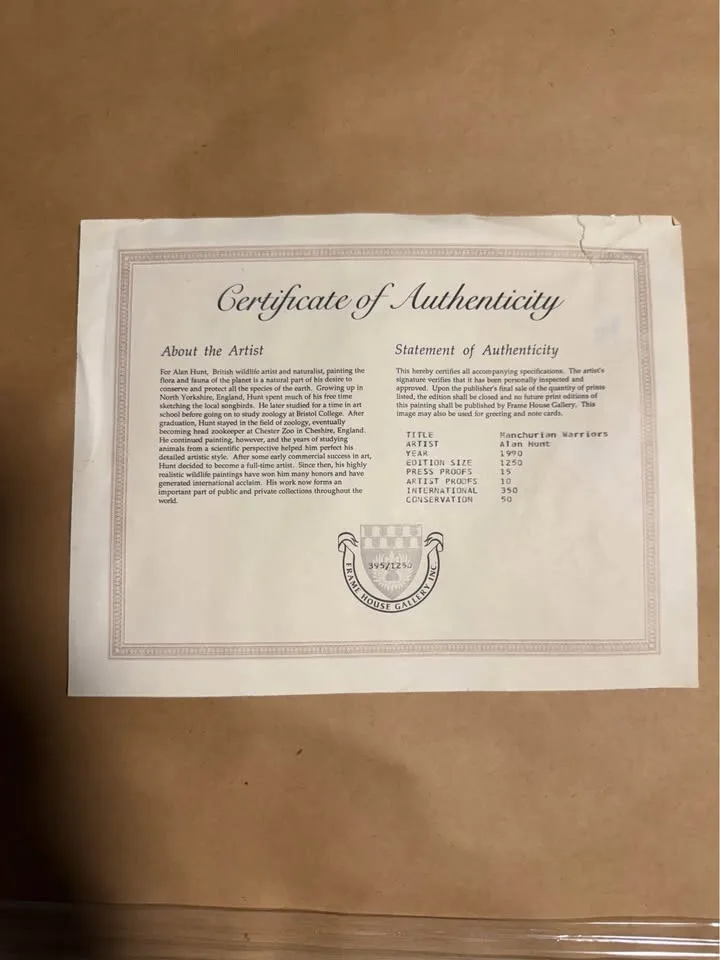 Certificate of Authenticity
About the Artist
For Alan Hunt, British wildlife artist and naturalist, painting the
flora and fauna of the planet is a natural part of his desire to
conserve and protect all the species of the earth. Growing up in
North Yorkshire, England, Hunt spent much of his free time
sketching the local songbirds. He later studied for a time in art
school before going on to study zoology at Bristol College. After
graduation, Hunt stayed in the field of zoology, eventually
becoming head zookeeper at Chester Zoo in Cheshire, England.
He continued painting, however, and the years of studying
animals from a scientific perspective helped him perfect his
detailed artistic style. After some early commercial success in art,
Hunt decided to become a full-time artist. Since then, his highly
realistic wildlife paintings have won him many honors and have
generated international acclaim. His work now forms an
important part of public and private collections throughout the
world.
Statement of Authenticity
This hereby certifies all accompanying specifications. The artist's
signature verifies that it has been personally inspected and
approved. Upon the publisher's final sale of the quantity of prints
listed, the edition shall be closed and no future print editions of
this painting shall be published by Frame House Gallery. This
image may also be used for greeting and note cards.
TITLE Manchurian Warriors
ARTIST Alan Hunt
YEAR 1990
EDITION SIZE 1250
PRESS PROOFS 15
ARTIST PROOFS 10
INTERNATIONAL 350
CONSERVATION 50
395/1250
FRAME HOUSE GALLERY INC.